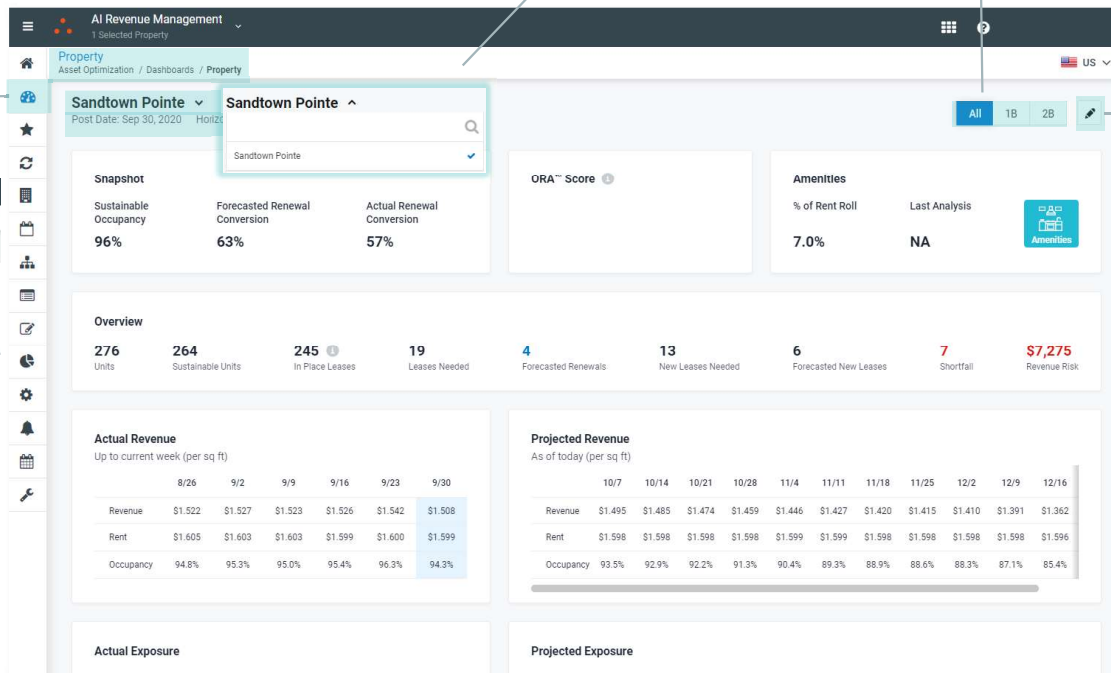 AI Revenue Management
1 Selected Property
Property
Asset Optimization / Dashboards / Property
US
Sandtown Pointe
Post Date: Sep 30, 2020
Sandtown Pointe
Sandtown Pointe
All 1B 2B
Snapshot
Sustainable Occupancy
96%
Forecasted Renewal Conversion
63%
Actual Renewal Conversion
57%
ORA™ Score
Amenities
% of Rent Roll
7.0%
Last Analysis
NA
Amenities
Overview
276 264 245 19 4 13 6 7 $7,275
Units Sustainable Units In Place Leases Leases Needed Forecasted Renewals New Leases Needed Forecasted New Leases Shortfall Revenue Risk
Actual Revenue
Up to current week (per sq ft)
8/26 9/2 9/9 9/16 9/23 9/30
Revenue $1.522 $1.527 $1.523 $1.526 $1.542 $1.508
Rent $1.605 $1.603 $1.603 $1.599 $1.600 $1.599
Occupancy 94.8% 95.3% 95.0% 95.4% 96.3% 94.3%
Projected Revenue
As of today (per sq ft)
10/7 10/14 10/21 10/28 11/4 11/11 11/18 11/25 12/2 12/9 12/16
Revenue $1.495 $1.485 $1.474 $1.459 $1.446 $1.427 $1.420 $1.415 $1.410 $1.391 $1.362
Rent $1.598 $1.598 $1.598 $1.598 $1.599 $1.599 $1.598 $1.598 $1.598 $1.598 $1.596
Occupancy 93.5% 92.9% 92.2% 91.3% 90.4% 89.3% 88.9% 88.6% 88.3% 87.1% 85.4%
Actual Exposure
Projected Exposure